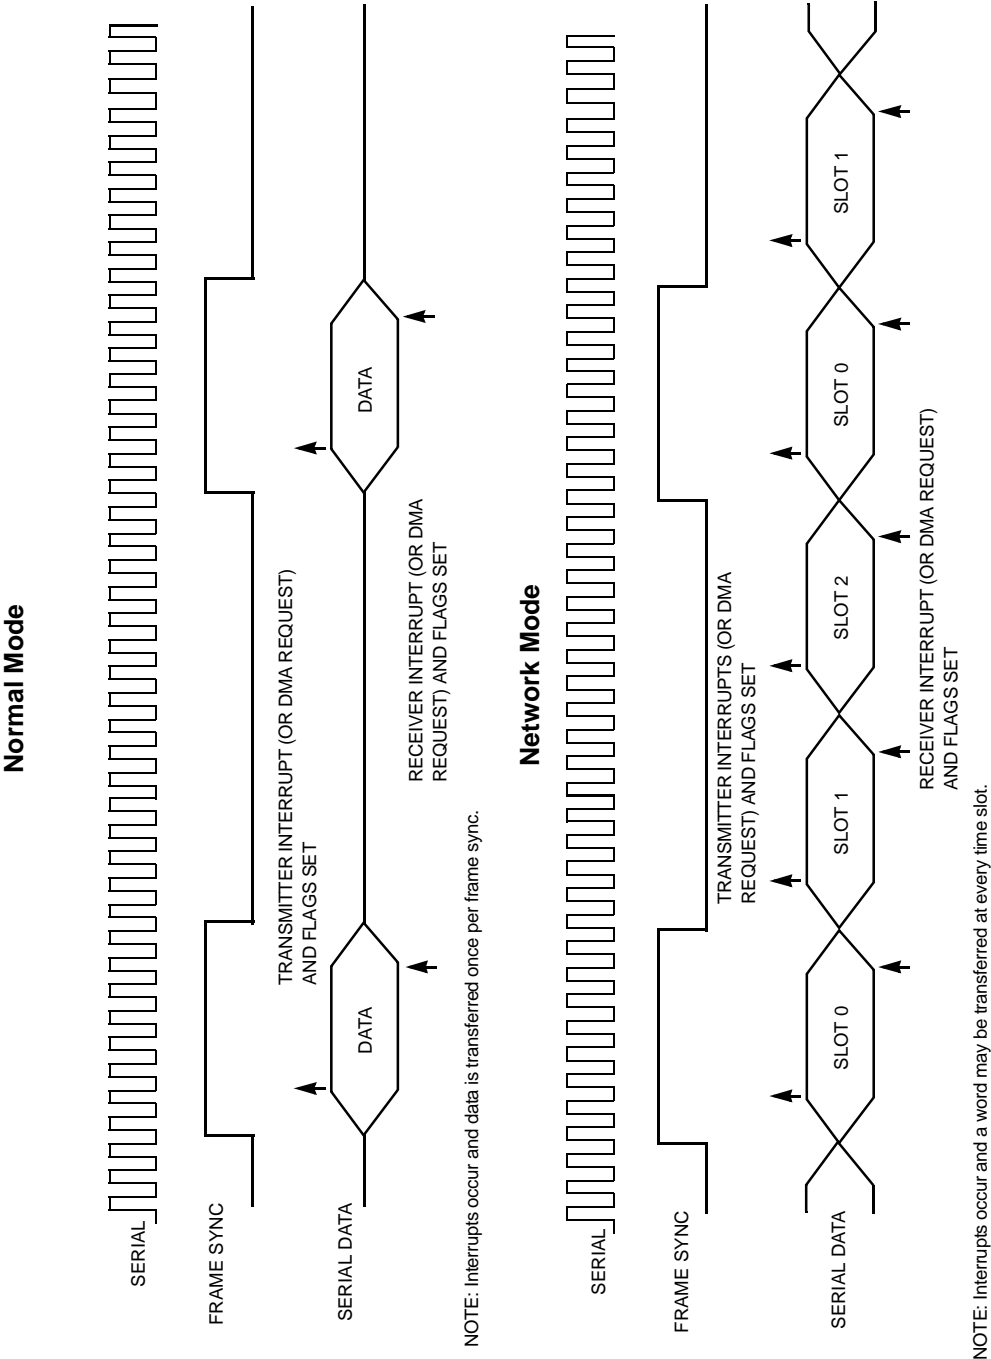 Normal Mode
SERIAL
FRAME SYNC
TRANSMITTER INTERRUPT (OR DMA REQUEST)
AND FLAGS SET
SERIAL DATA
DATA
DATA
RECEIVER INTERRUPT (OR DMA
REQUEST) AND FLAGS SET
NOTE: Interrupts occur and data is transferred once per frame sync.
Network Mode
SERIAL
FRAME SYNC
TRANSMITTER INTERRUPTS (OR DMA
REQUEST) AND FLAGS SET
SERIAL DATA
SLOT 0
SLOT 1
SLOT 2
SLOT 0
SLOT 1
RECEIVER INTERRUPT (OR DMA REQUEST)
AND FLAGS SET
NOTE: Interrupts occur and a word may be transferred at every time slot.